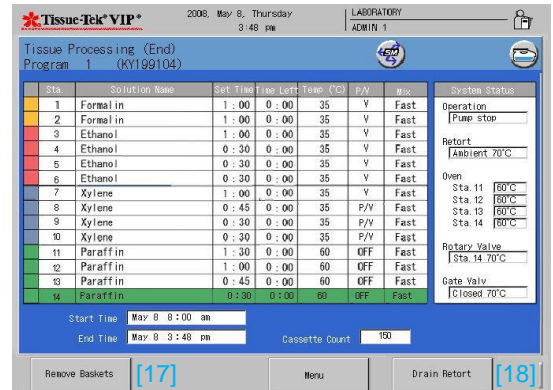 Tissue-Tek® VIP® 2008, May 8, Thursday 3:48 pm LABORATORY ADMIN 1
Tissue Processing (End)
Program 1 (KY199104)
Sta. Solution Name Set Time Time Left Temp (°C) P/V Mix
1 Formalin 1 : 00 0 : 00 35 V Fast
2 Formalin 1 : 00 0 : 00 35 V Fast
3 Ethanol 1 : 00 0 : 00 35 V Fast
4 Ethanol 0 : 30 0 : 00 35 V Fast
5 Ethanol 0 : 30 0 : 00 35 V Fast
6 Ethanol 0 : 30 0 : 00 35 V Fast
7 Xylene 1 : 00 0 : 00 35 V Fast
8 Xylene 0 : 45 0 : 00 35 P/V Fast
9 Xylene 0 : 30 0 : 00 35 P/V Fast
10 Xylene 0 : 30 0 : 00 35 P/V Fast
11 Paraffin 1 : 30 0 : 00 60 OFF Fast
12 Paraffin 1 : 00 0 : 00 60 OFF Fast
13 Paraffin 0 : 45 0 : 00 60 OFF Fast
14 Paraffin 0 : 30 0 : 00 60 OFF Fast
System Status
Operation
Pump stop
Retort
Ambient 70°C
Oven
Sta. 11 60°C
Sta. 12 60°C
Sta. 13 60°C
Sta. 14 60°C
Rotary Valve
Sta. 14 70°C
Gate Valv
Closed 70°C
Start Time May 8 8:00 am
End Time May 8 3:48 pm
Cassette Count 150
Remove Baskets [17] Menu Drain Retort [18]